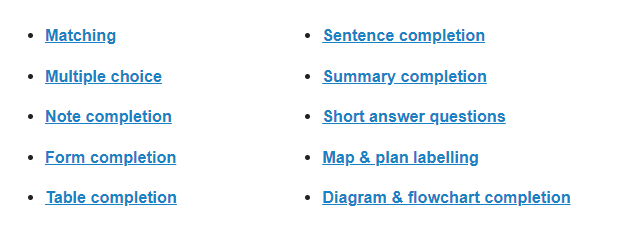 Matching
Multiple choice
Note completion
Form completion
Table completion
Sentence completion
Summary completion
Short answer questions
Map & plan labelling
Diagram & flowchart completion